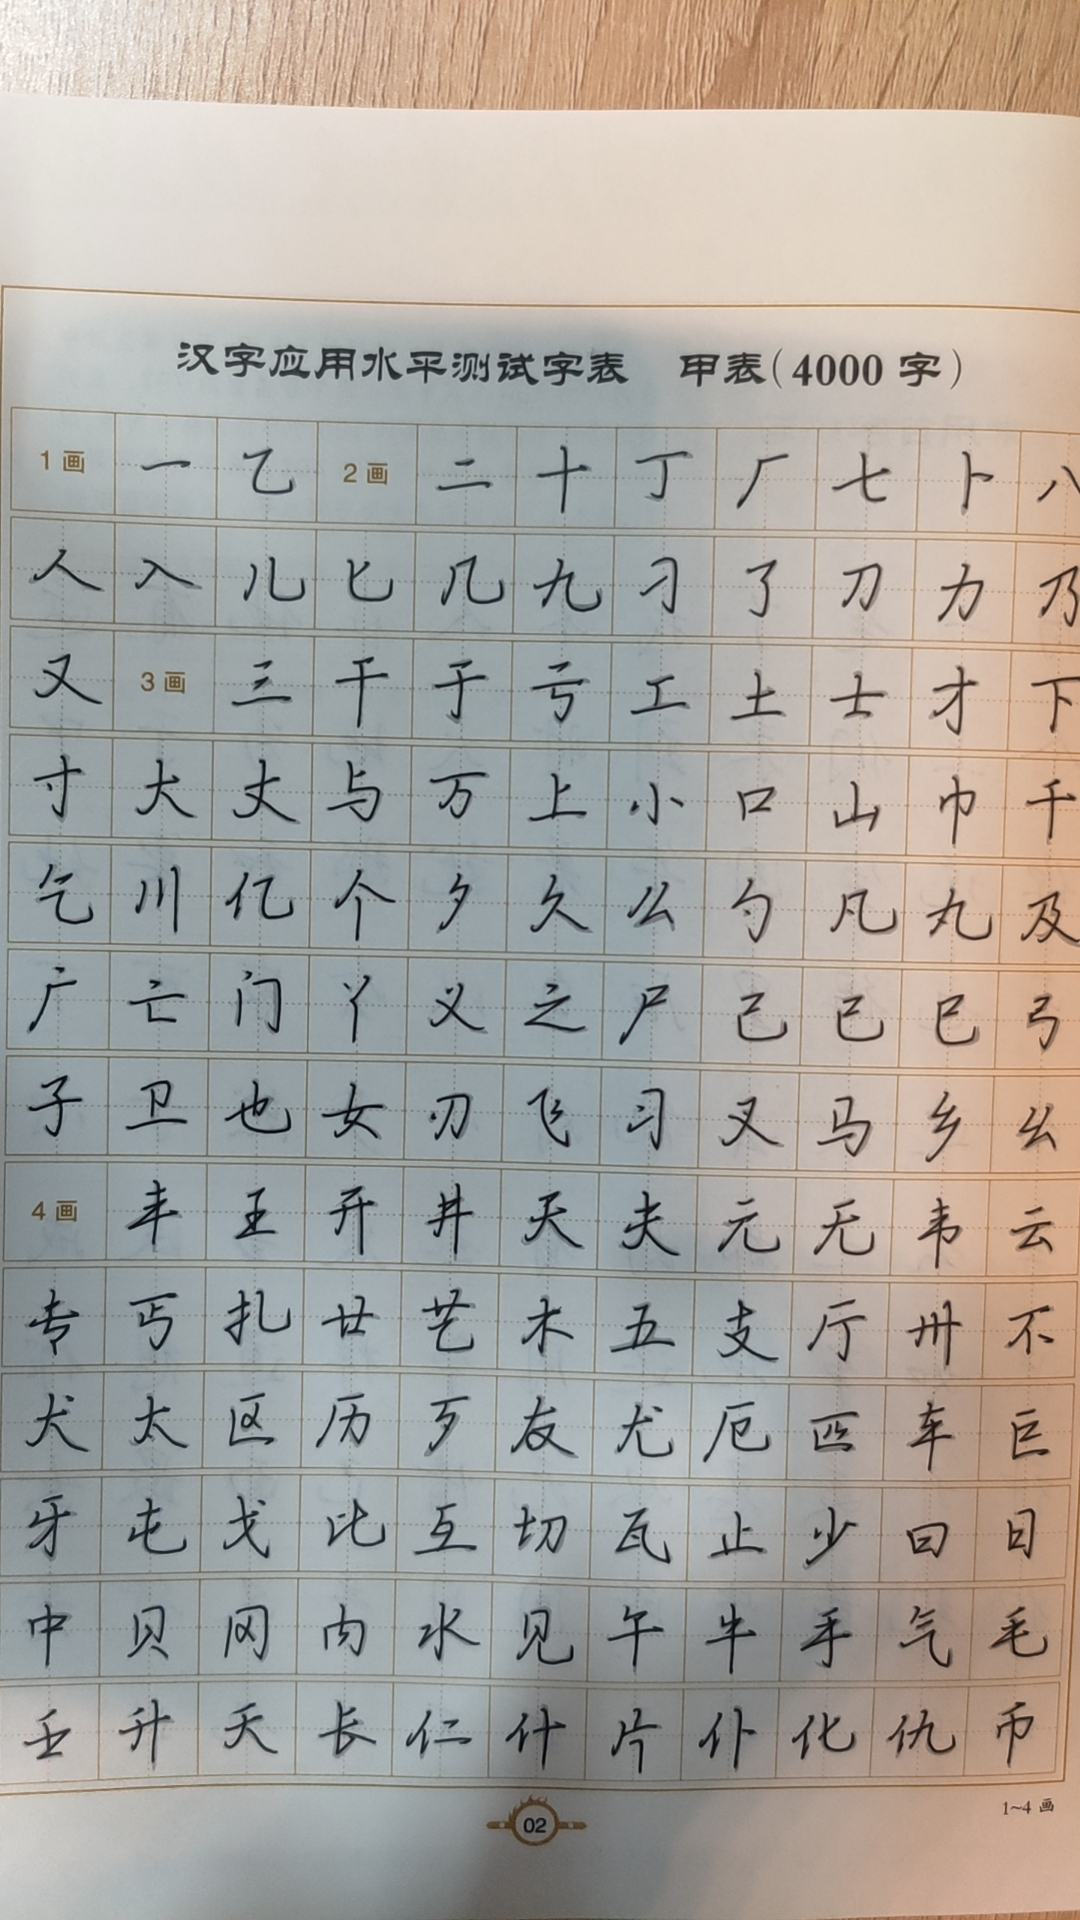 汉字应用水平测试字表 甲表(4000 字)
1 画 一 乙 2 画 二 十 丁 厂 七 卜 八
人 入 儿 匕 几 九 刁 了 刀 力 乃
又 3 画 三 干 于 亏 工 土 士 才 下
寸 大 丈 与 万 上 小 口 山 巾 千
乞 川 亿 个 夕 久 么 勺 凡 丸 及
广 亡 门 丫 义 之 尸 己 已 巳 弓
子 卫 也 女 刃 飞 习 叉 马 乡 幺
4 画 丰 王 开 井 天 夫 元 无 韦 云
专 丐 扎 廿 艺 木 五 支 厅 卅 不
犬 太 区 历 歹 友 尤 厄 匹 车 巨
牙 屯 戈 比 互 切 瓦 止 少 曰 日
中 贝 冈 内 水 见 午 牛 手 气 毛
壬 升 夭 长 仁 什 片 仆 化 仇 币
1~4 画
02